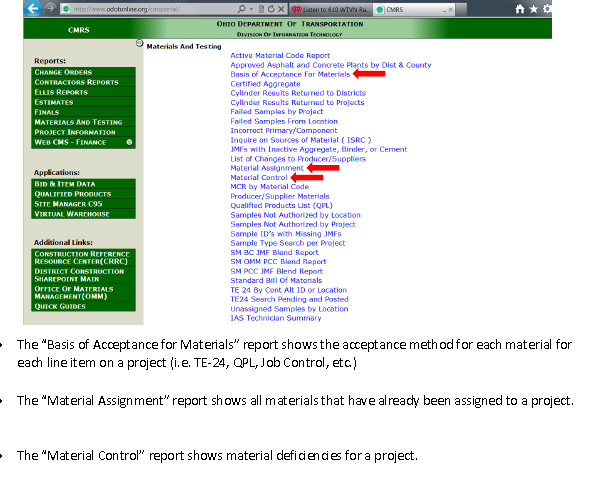 http://www.odotonline.org/cmsportal/
Listen to 610 WTVN Ra...
CMRS
CMRS
OHIO DEPARTMENT OF TRANSPORTATION
DIVISION OF INFORMATION TECHNOLOGY
Materials And Testing
Reports:
CHANGE ORDERS
CONTRACTORS REPORTS
ELLIS REPORTS
ESTIMATES
FINALS
MATERIALS AND TESTING
PROJECT INFORMATION
WEB CMS - FINANCE
Applications:
BID & ITEM DATA
QUALIFIED PRODUCTS
SITE MANAGER C95
VIRTUAL WAREHOUSE
Additional Links:
CONSTRUCTION REFERENCE
RESOURCE CENTER(CRRC)
DISTRICT CONSTRUCTION
SHAREPOINT MAIN
OFFICE OF MATERIALS
MANAGEMENT(OMM)
QUICK GUIDES
Active Material Code Report
Approved Asphalt and Concrete Plants by Dist & County
Basis of Acceptance For Materials
Certified Aggregate
Cylinder Results Returned to Districts
Cylinder Results Returned to Projects
Failed Samples by Project
Failed Samples From Location
Incorrect Primary/Component
Inquire on Sources of Material ( ISRC )
JMFs with Inactive Aggregate, Binder, or Cement
List of Changes to Producer/Suppliers
Material Assignment
Material Control
MCR by Material Code
Producer/Supplier Materials
Qualified Products List (QPL)
Samples Not Authorized by Location
Samples Not Authorized by Project
Sample ID's with Missing JMFs
Sample Type Search per Project
SM BC JMF Blend Report
SM OMM PCC Blend Report
SM PCC JMF Blend Report
Standard Bill Of Materials
TE 24 By Cont Alt ID or Location
TE24 Search Pending and Posted
Unassigned Samples by Location
IAS Technician Summary
The “Basis of Acceptance for Materials” report shows the acceptance method for each material for
each line item on a project (i.e. TE-24, QPL, Job Control, etc.)
The “Material Assignment” report shows all materials that have already been assigned to a project.
The “Material Control” report shows material deficiencies for a project.